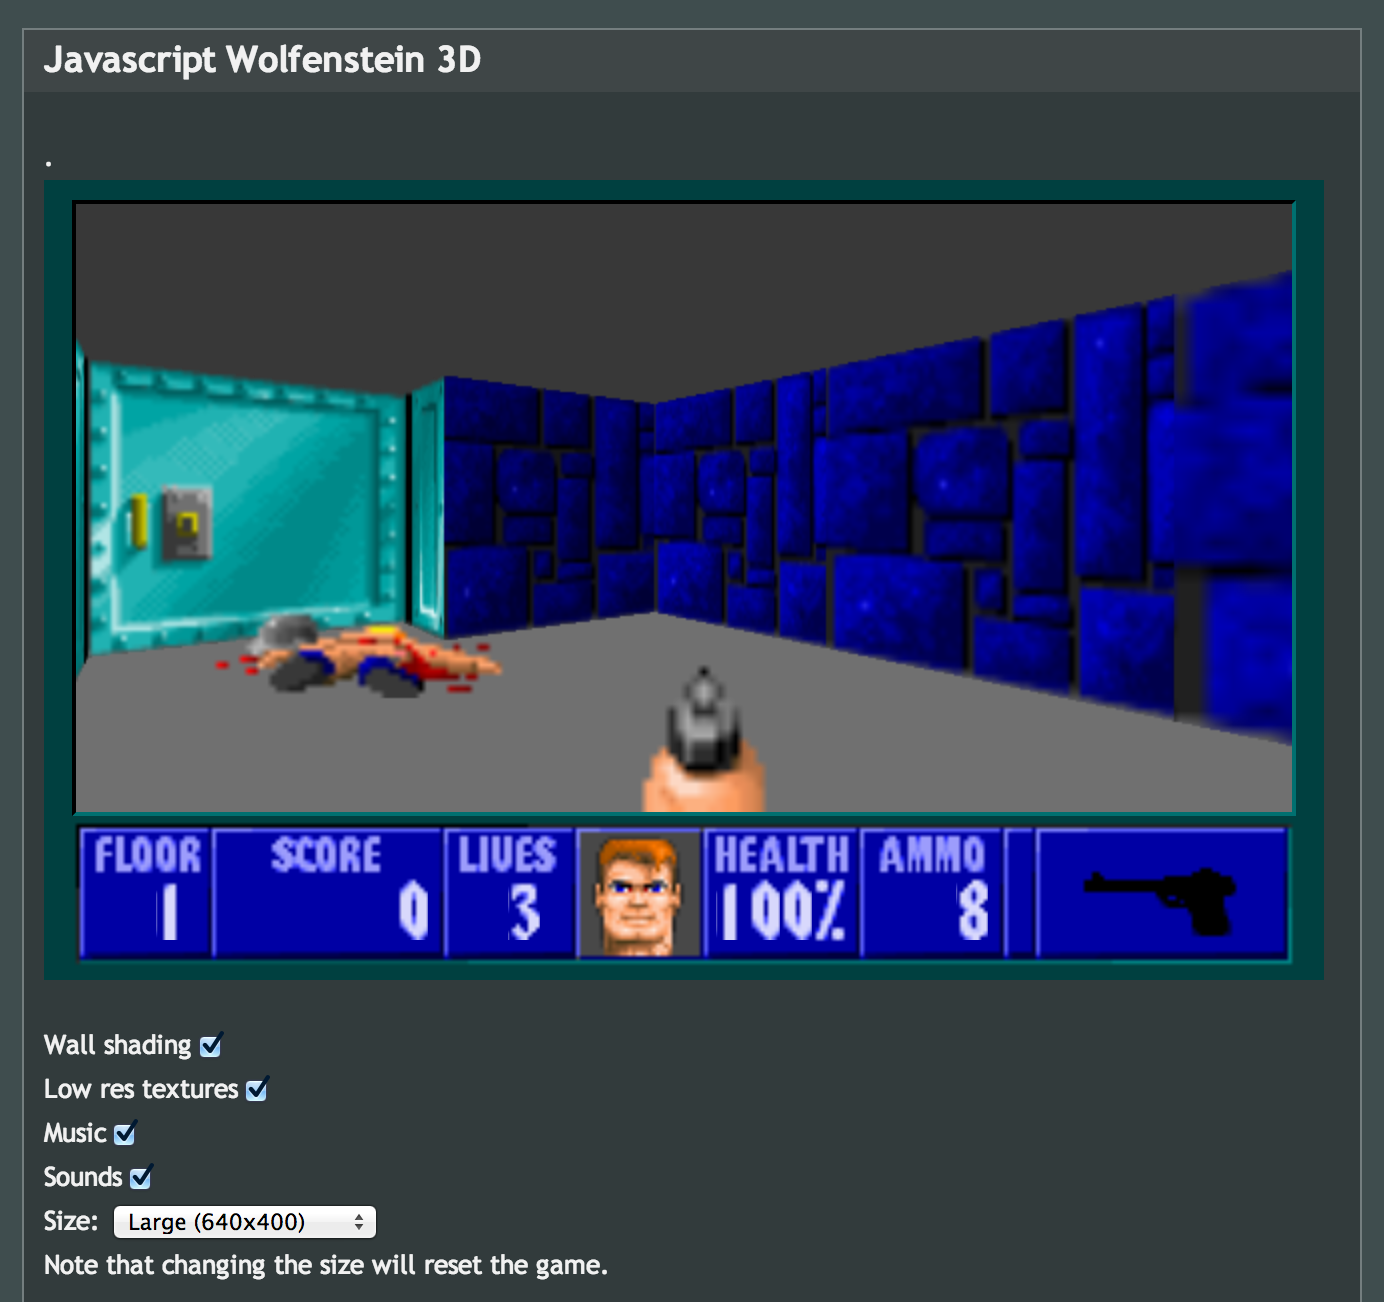 Javascript Wolfenstein 3D
.
FLOOR SCORE LIVES HEALTH AMMO
1 0 3 100% 8
Wall shading
Low res textures
Music
Sounds
Size: Large (640x400)
Note that changing the size will reset the game.